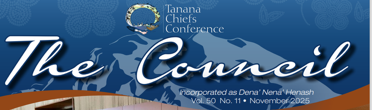 Tanana
Chiefs
Conference
The Council
Incorporated as Dena' Nena' Henash
Vol. 50 No. 11 • November 2025